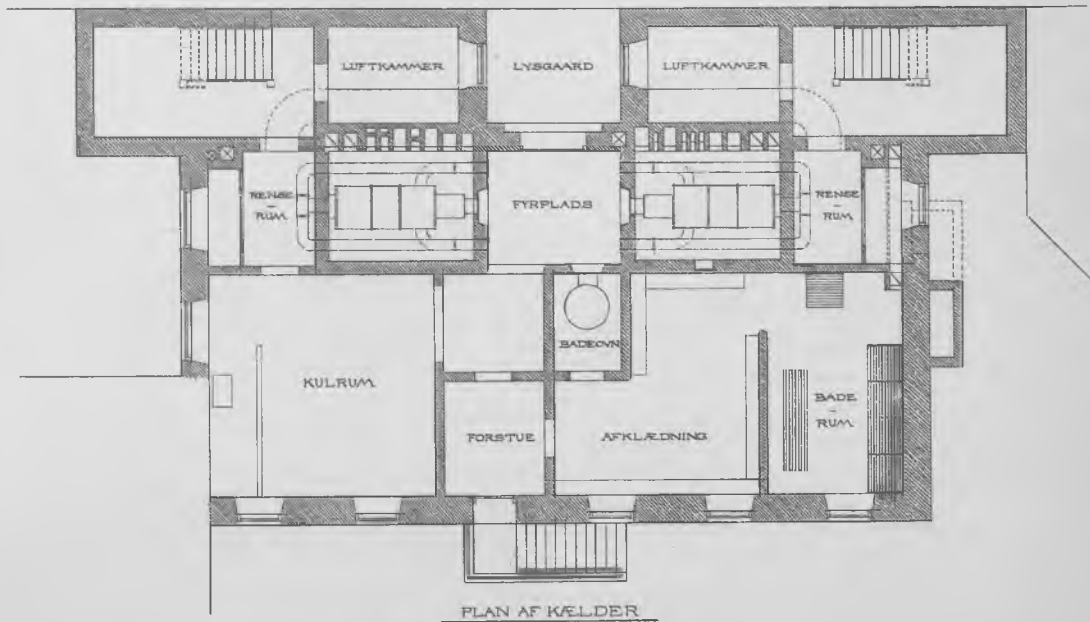 LUFTKAMMER
LYSGAARD
LUFTKAMMER
RENSE
-
RUM
FYRPLADS
RENSE
-
RUM
BADEOVN
KULRUM
FORSTUE
AFKLÆDNING
BADE
-
RUM
PLAN AF KÆLDER